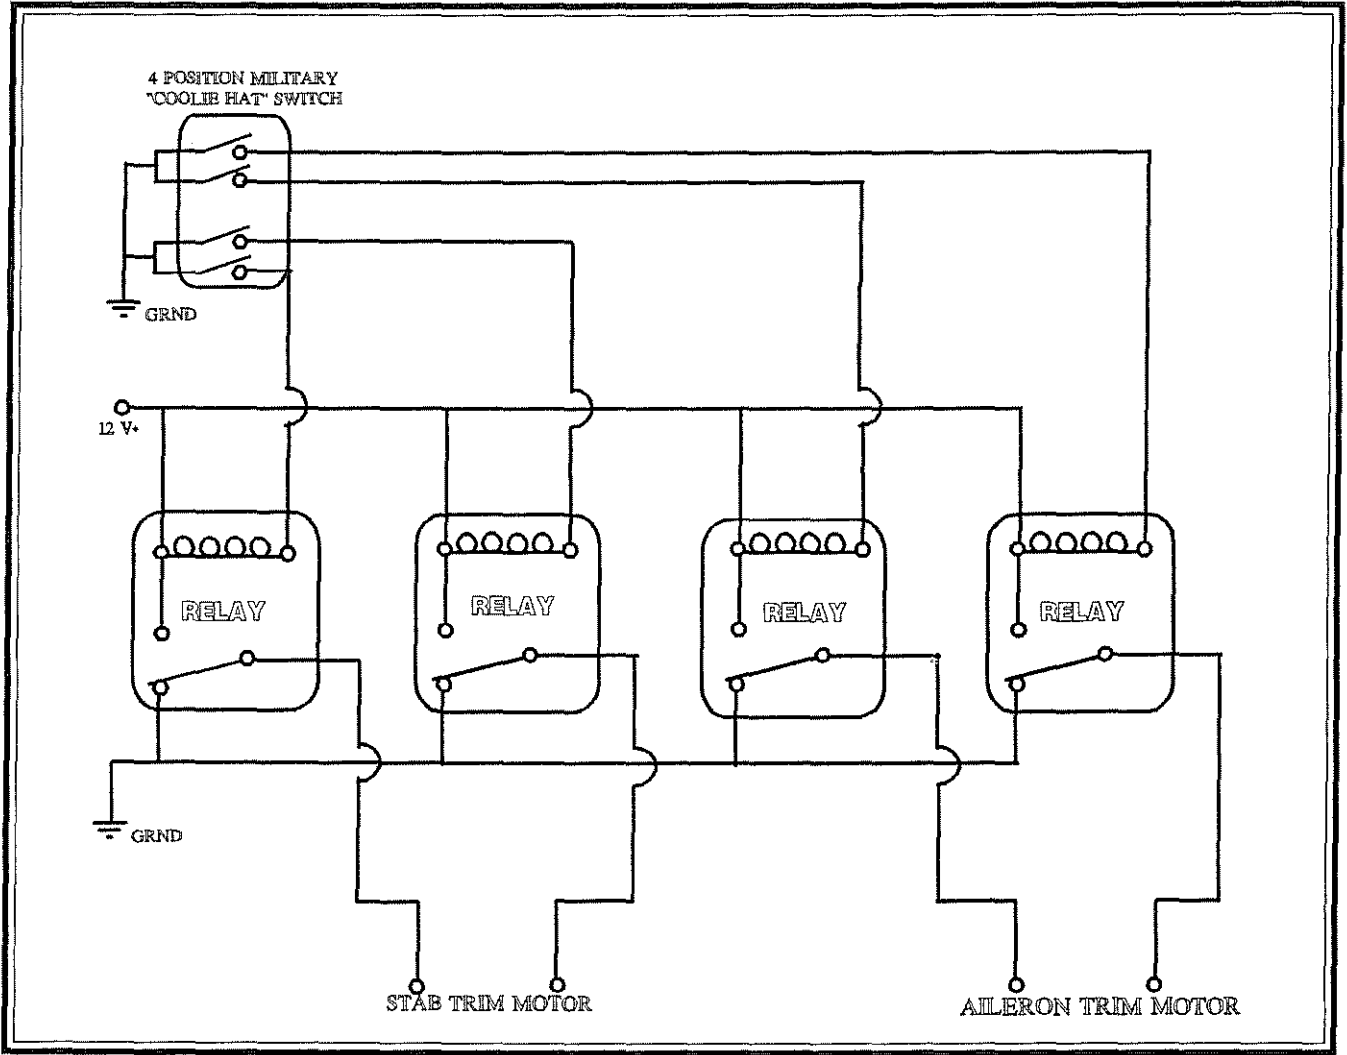 4 POSITION MILITARY
"COOLIE HAT" SWITCH
GRND
12 V+
RELAY
RELAY
RELAY
RELAY
GRND
STAB TRIM MOTOR
AILERON TRIM MOTOR